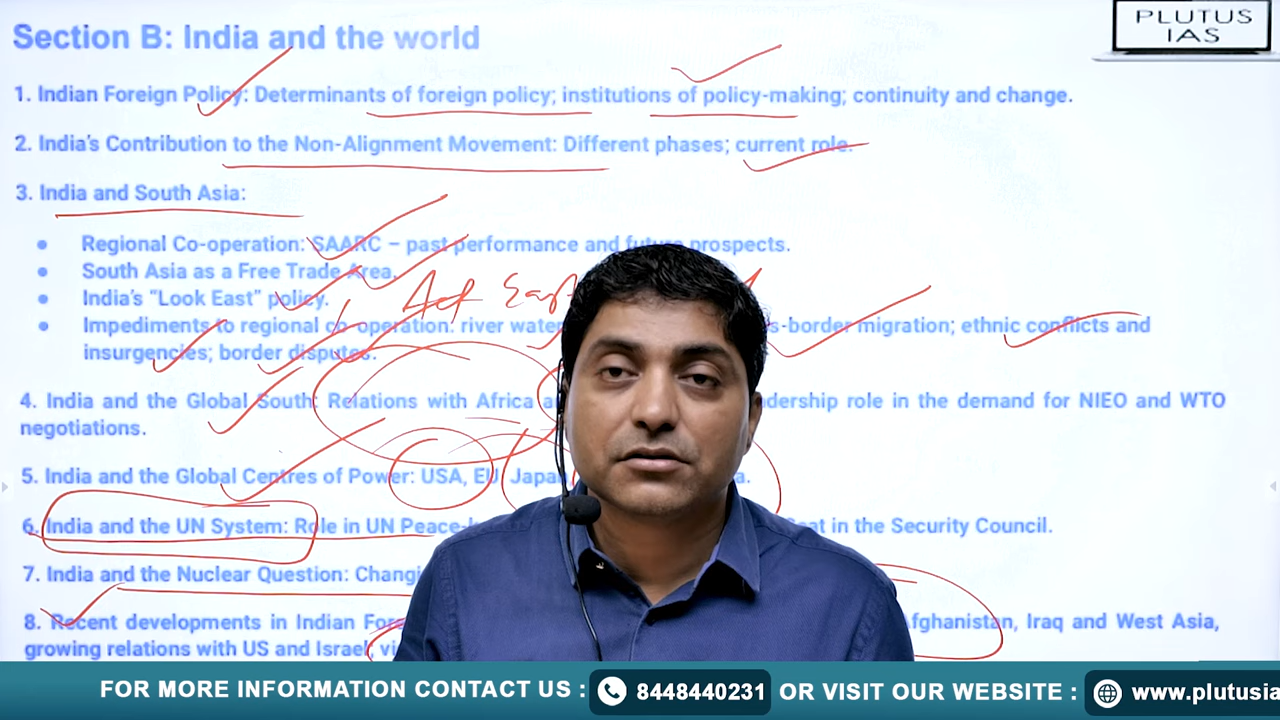 PLUTUS
IAS
Section B: India and the world
1. Indian Foreign Policy: Determinants of foreign policy; institutions of policy-making; continuity and change.
2. India's Contribution to the Non-Alignment Movement: Different phases; current role.
3. India and South Asia:
● Regional Co-operation: SAARC – past performance and future prospects.
● South Asia as a Free Trade Area.
● India's "Look East" policy.
Act East
● Impediments to regional co-operation: river water s-border migration; ethnic conflicts and
insurgencies; border disputes.
4. India and the Global South: Relations with Africa a dership role in the demand for NIEO and WTO
negotiations.
5. India and the Global Centres of Power: USA, EU, Japan a.
6. India and the UN System: Role in UN Peace- Seat in the Security Council.
7. India and the Nuclear Question: Changi
8. Recent developments in Indian Fore Afghanistan, Iraq and West Asia,
growing relations with US and Israel, vi
FOR MORE INFORMATION CONTACT US : 8448440231 OR VISIT OUR WEBSITE : www.plutusia